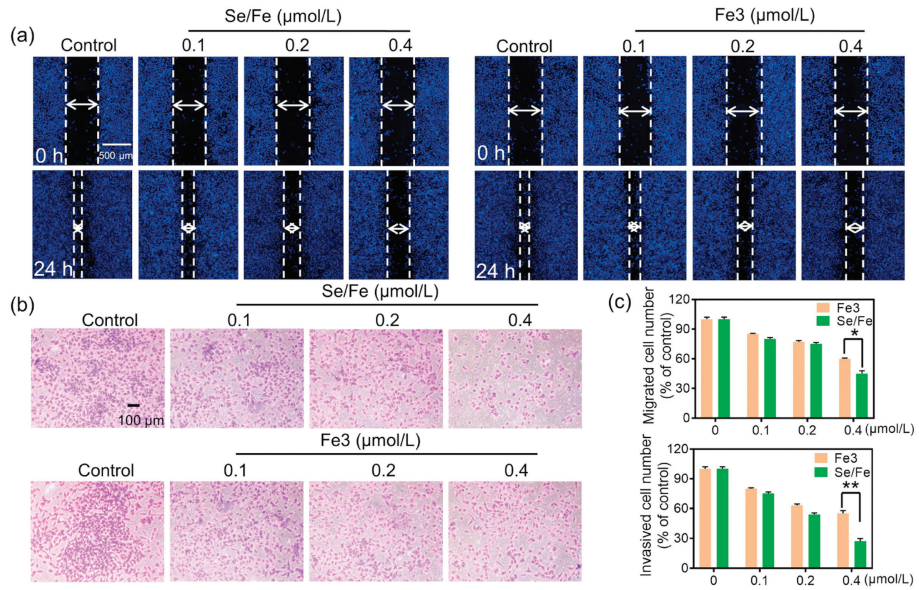 (a)
Se/Fe (μmol/L)
Control 0.1 0.2 0.4
0 h
500 μm
24 h
Fe3 (μmol/L)
Control 0.1 0.2 0.4
0 h
24 h
(b)
Se/Fe (μmol/L)
Control 0.1 0.2 0.4
100 μm
Fe3 (μmol/L)
Control 0.1 0.2 0.4
(c)
Migrated cell number
(% of control)
120
90
60
30
0
Fe3
Se/Fe
*
0 0.1 0.2 0.4 (μmol/L)
Invasived cell number
(% of control)
120
90
60
30
0
Fe3
Se/Fe
**
0 0.1 0.2 0.4 (μmol/L)